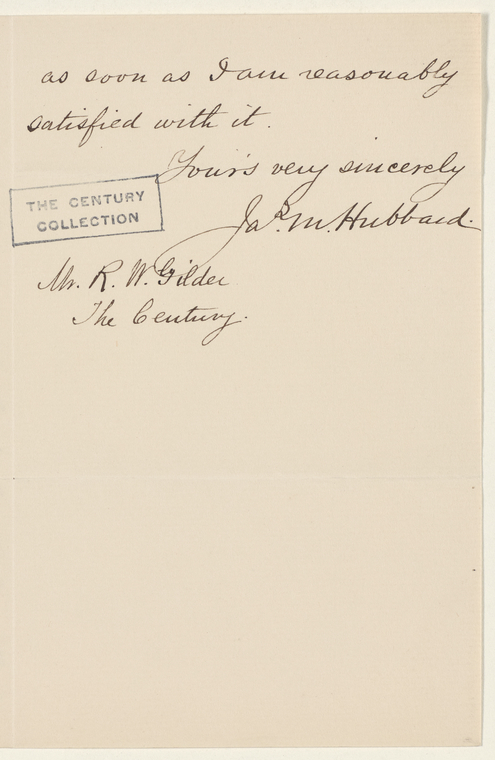 as soon as I am reasonably
satisfied with it.
Yours very sincerely
Jas. M. Hubbard.
THE CENTURY
COLLECTION
Mr. R. W. Gilder
The Century.